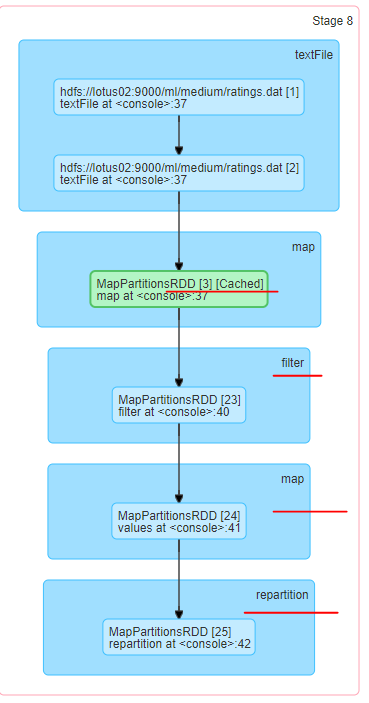 Stage 8
textFile
hdfs://lotus02:9000/ml/medium/ratings.dat [1]
textFile at <console>:37
hdfs://lotus02:9000/ml/medium/ratings.dat [2]
textFile at <console>:37
map
MapPartitionsRDD [3] [Cached]
map at <console>:37
filter
MapPartitionsRDD [23]
filter at <console>:40
map
MapPartitionsRDD [24]
values at <console>:41
repartition
MapPartitionsRDD [25]
repartition at <console>:42